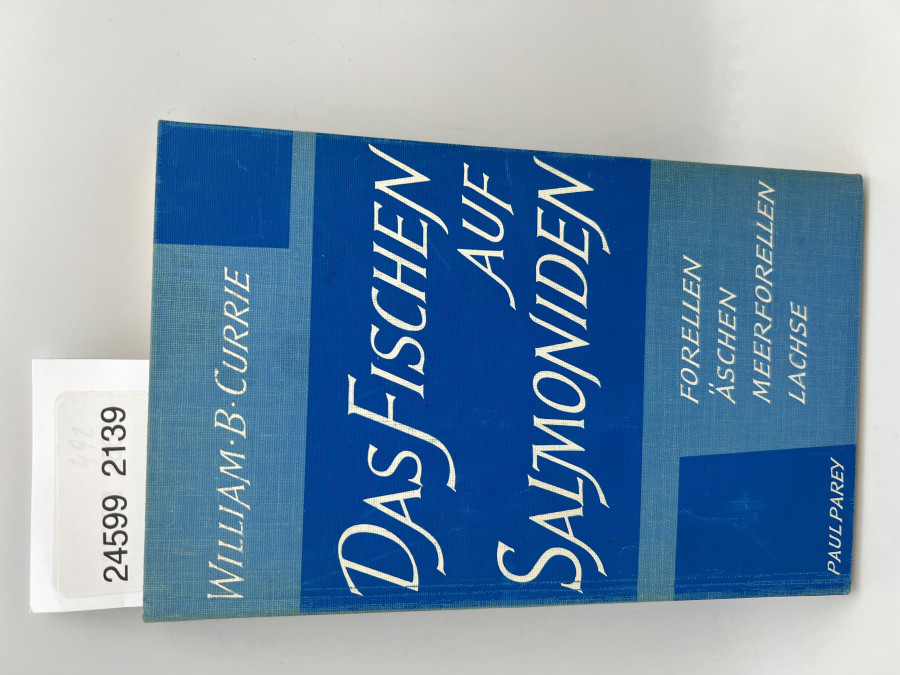 24599 2139
WILLIAM·B·CURRIE
DAS FISCHEN
AUF
SALMONIDEN
FORELLEN
ÄSCHEN
MEERFORELLEN
LACHSE
PAUL PAREY